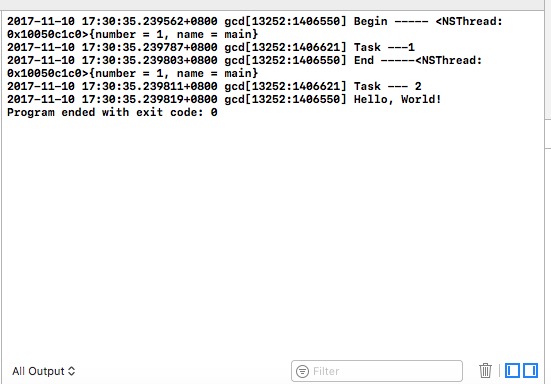 2017-11-10 17:30:35.239562+0800 gcd[13252:1406550] Begin ----- <NSThread:
0x10050c1c0>{number = 1, name = main}
2017-11-10 17:30:35.239787+0800 gcd[13252:1406621] Task ---1
2017-11-10 17:30:35.239803+0800 gcd[13252:1406550] End -----<NSThread:
0x10050c1c0>{number = 1, name = main}
2017-11-10 17:30:35.239811+0800 gcd[13252:1406621] Task --- 2
2017-11-10 17:30:35.239819+0800 gcd[13252:1406550] Hello, World!
Program ended with exit code: 0
All Output
Filter